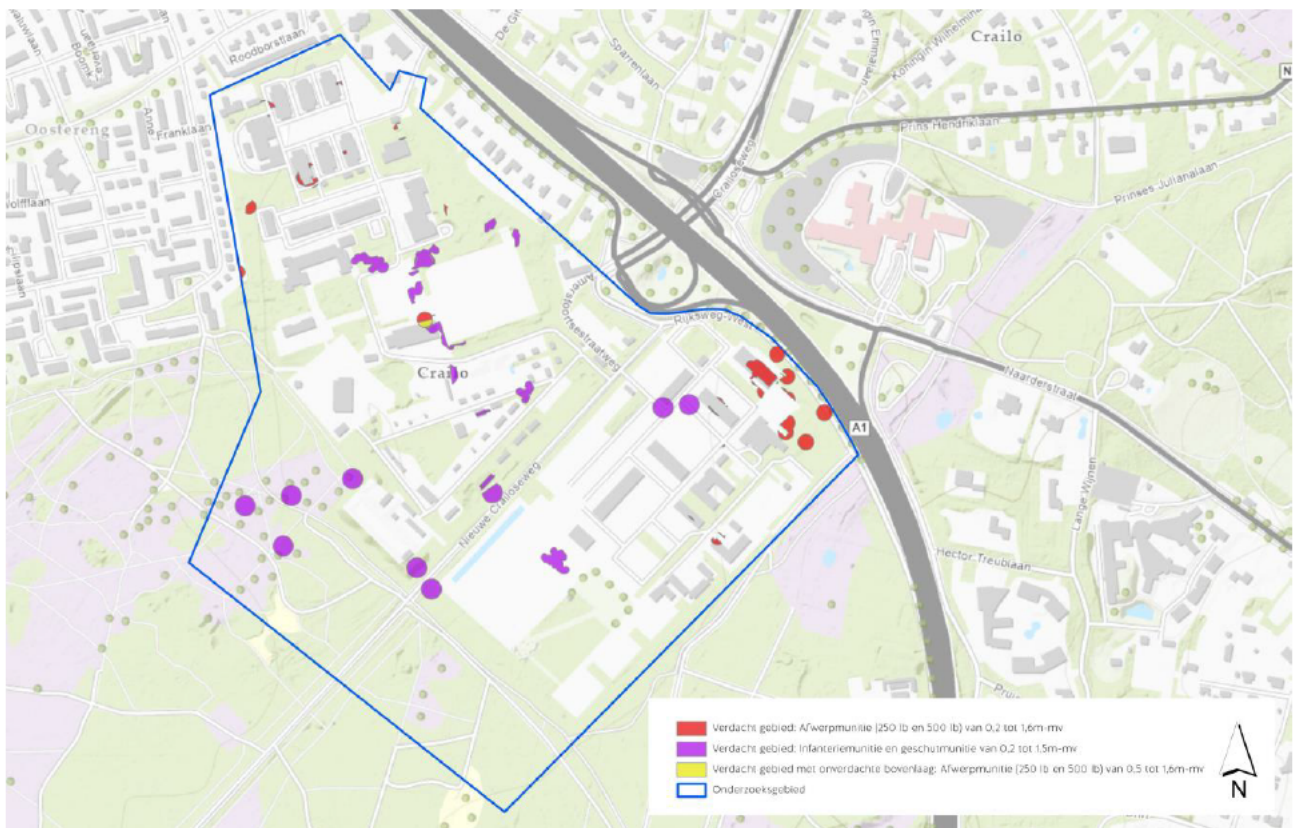 Roodborstlaan
Crailo
N
Oostereng
Anne
Franklaan
Sparrenlaan
Koningin Wilhelmina
Prins Hendriklaan
Crailoseweg
Prinses Julianalaan
Wolfflaan
Amersfoortsestraatweg
Rijksweg-West
Crailo
Naarderstraat
A1
Lange Wijnen
Nieuwe Crailoseweg
Hector Treublaan
Verdacht gebied: Afwerpmunitie (250 lb en 500 lb) van 0,2 tot 1,6m-mv
Verdacht gebied: Infanteriemunitie en geschutmunitie van 0,2 tot 1,5m-mv
Verdacht gebied met onverdachte bovenlaag: Afwerpmunitie (250 lb en 500 lb) van 0,5 tot 1,6m-mv
Onderzoeksgebied
N